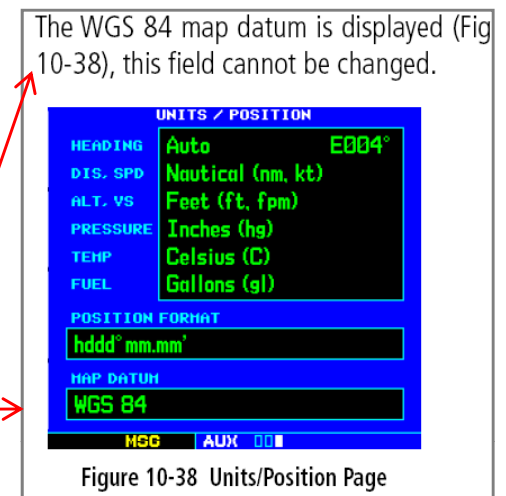 The WGS 84 map datum is displayed (Fig
10-38), this field cannot be changed.
UNITS / POSITION
HEADING Auto E004°
DIS, SPD Nautical (nm, kt)
ALT, VS Feet (ft, fpm)
PRESSURE Inches (hg)
TEMP Celsius (C)
FUEL Gallons (gl)
POSITION FORMAT
hddd°mm.mm'
MAP DATUM
WGS 84
MSG AUX
Figure 10-38 Units/Position Page